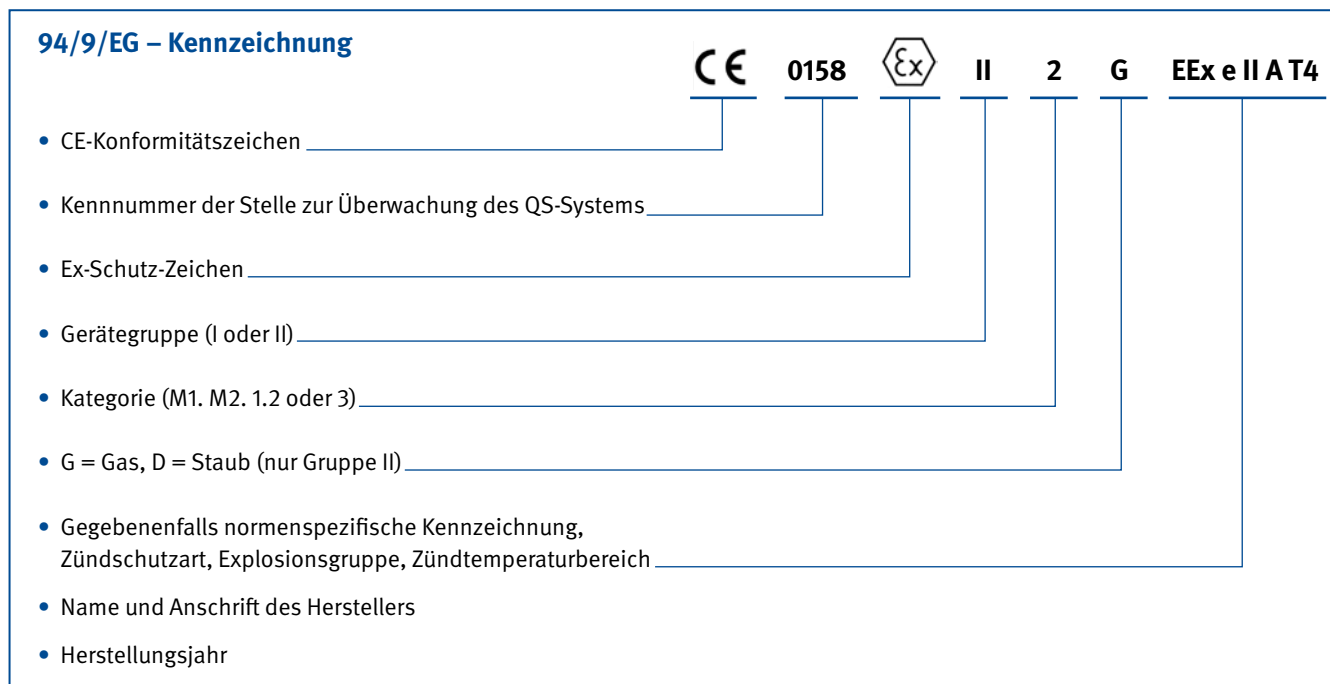 94/9/EG – Kennzeichnung
CE 0158 Ex II 2 G EEx e II A T4
• CE-Konformitätszeichen
• Kennnummer der Stelle zur Überwachung des QS-Systems
• Ex-Schutz-Zeichen
• Gerätegruppe (I oder II)
• Kategorie (M1. M2. 1.2 oder 3)
• G = Gas, D = Staub (nur Gruppe II)
• Gegebenenfalls normenspezifische Kennzeichnung,
Zündschutzart, Explosionsgruppe, Zündtemperaturbereich
• Name und Anschrift des Herstellers
• Herstellungsjahr